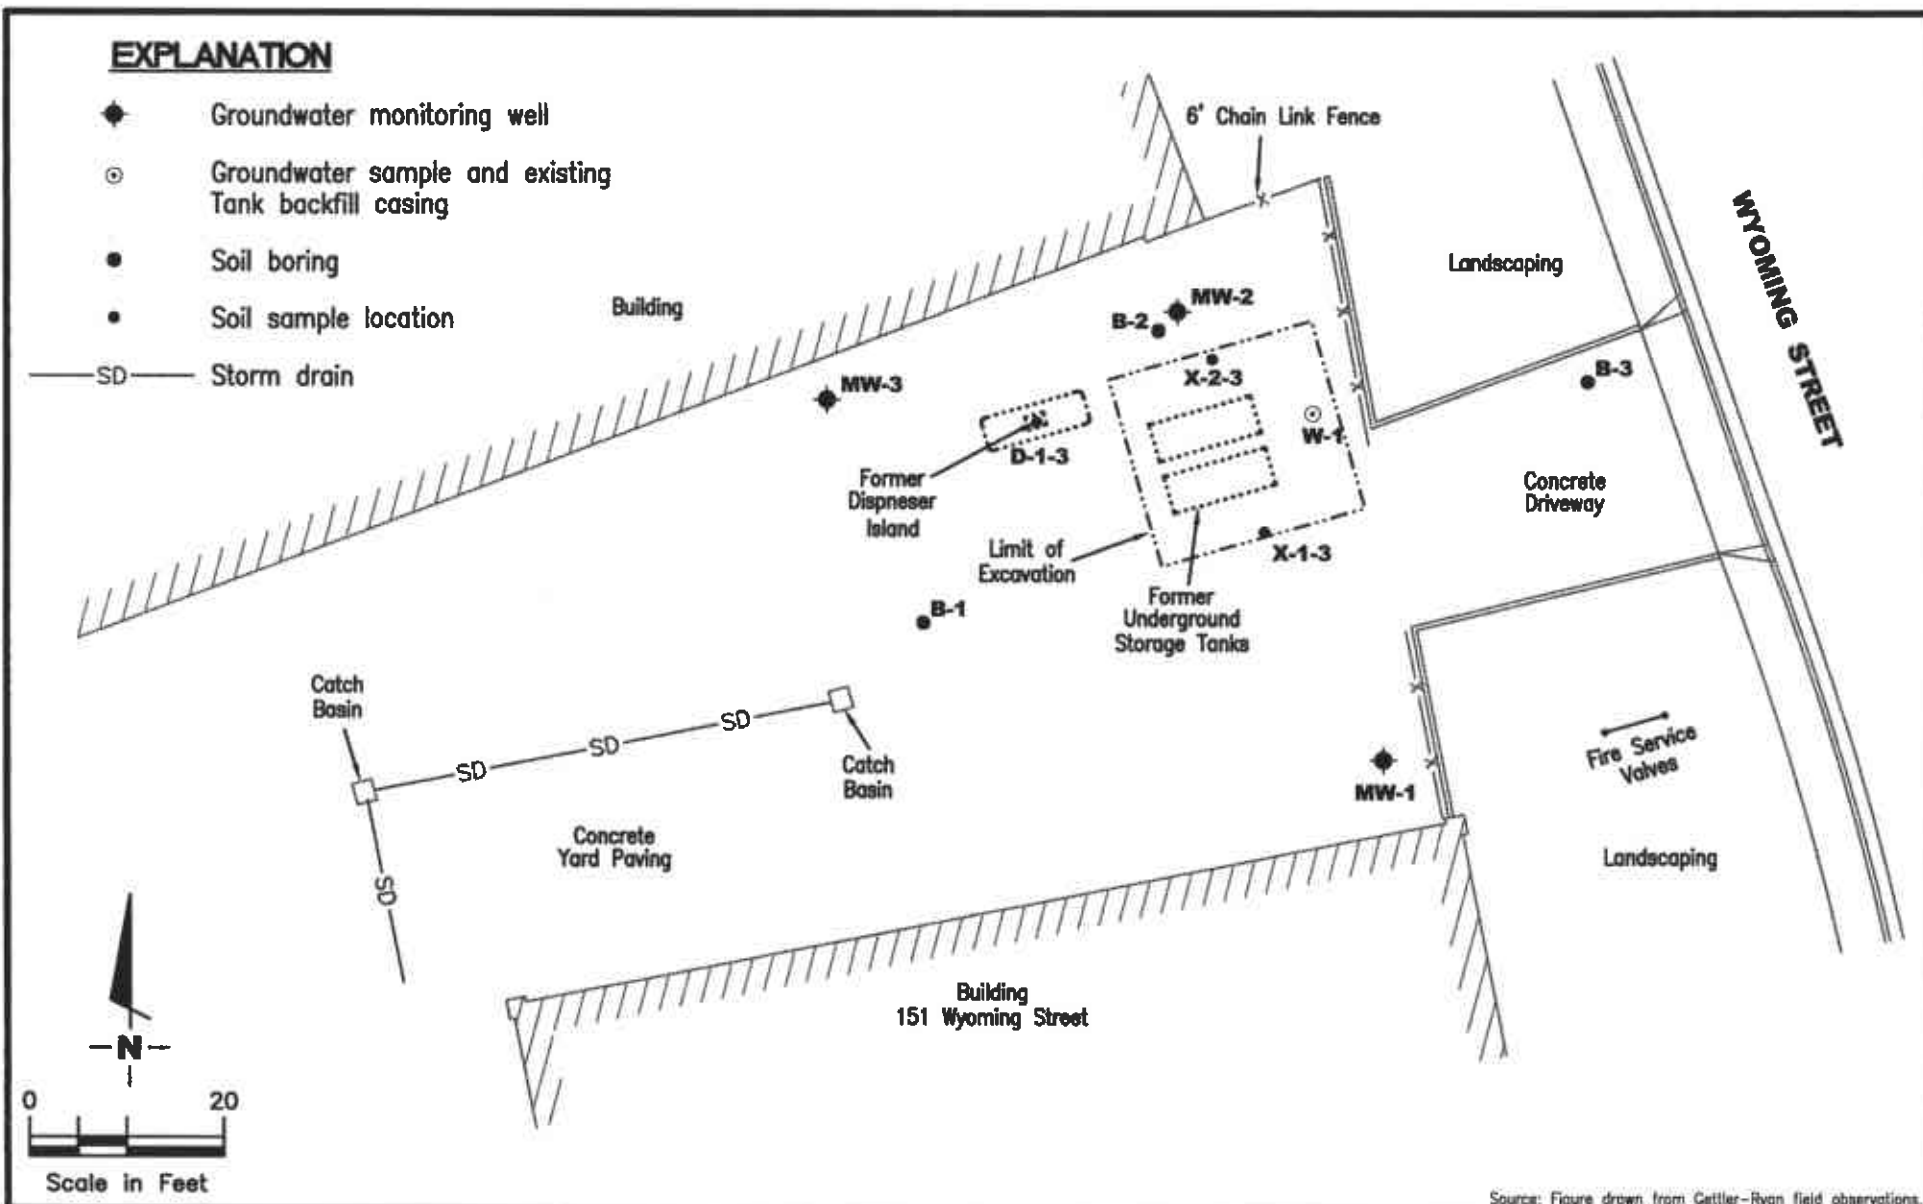 EXPLANATION
Groundwater monitoring well
Groundwater sample and existing
Tank backfill casing
Soil boring
Soil sample location
SD
Storm drain
6' Chain Link Fence
X
X
X
X
Landscaping
WYOMING STREET
Building
MW-2
B-2
X-2-3
B-3
MW-3
W-1
D-1-3
Former
Dispneser
Island
Concrete
Driveway
Limit of
Excavation
X-1-3
Former
Underground
Storage Tanks
B-1
Catch
Basin
SD
SD
SD
SD
Catch
Basin
X
X
MW-1
Fire Service
Valves
Concrete
Yard Paving
Landscaping
Building
151 Wyoming Street
N
0 20
Scale in Feet
Source: Figure drawn from Gettler-Ryan field observations.